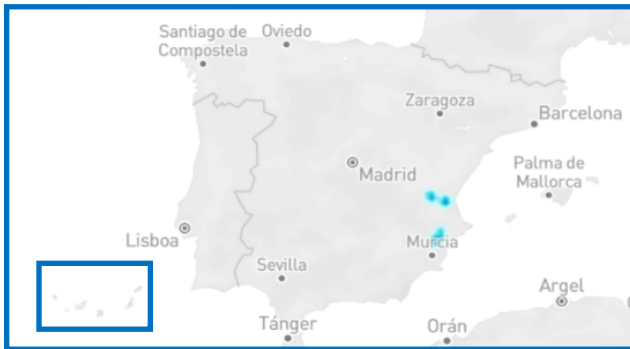 Santiago de
Compostela
Oviedo
Zaragoza
Barcelona
Madrid
Palma de
Mallorca
Lisboa
Murcia
Sevilla
Argel
Tánger
Orán